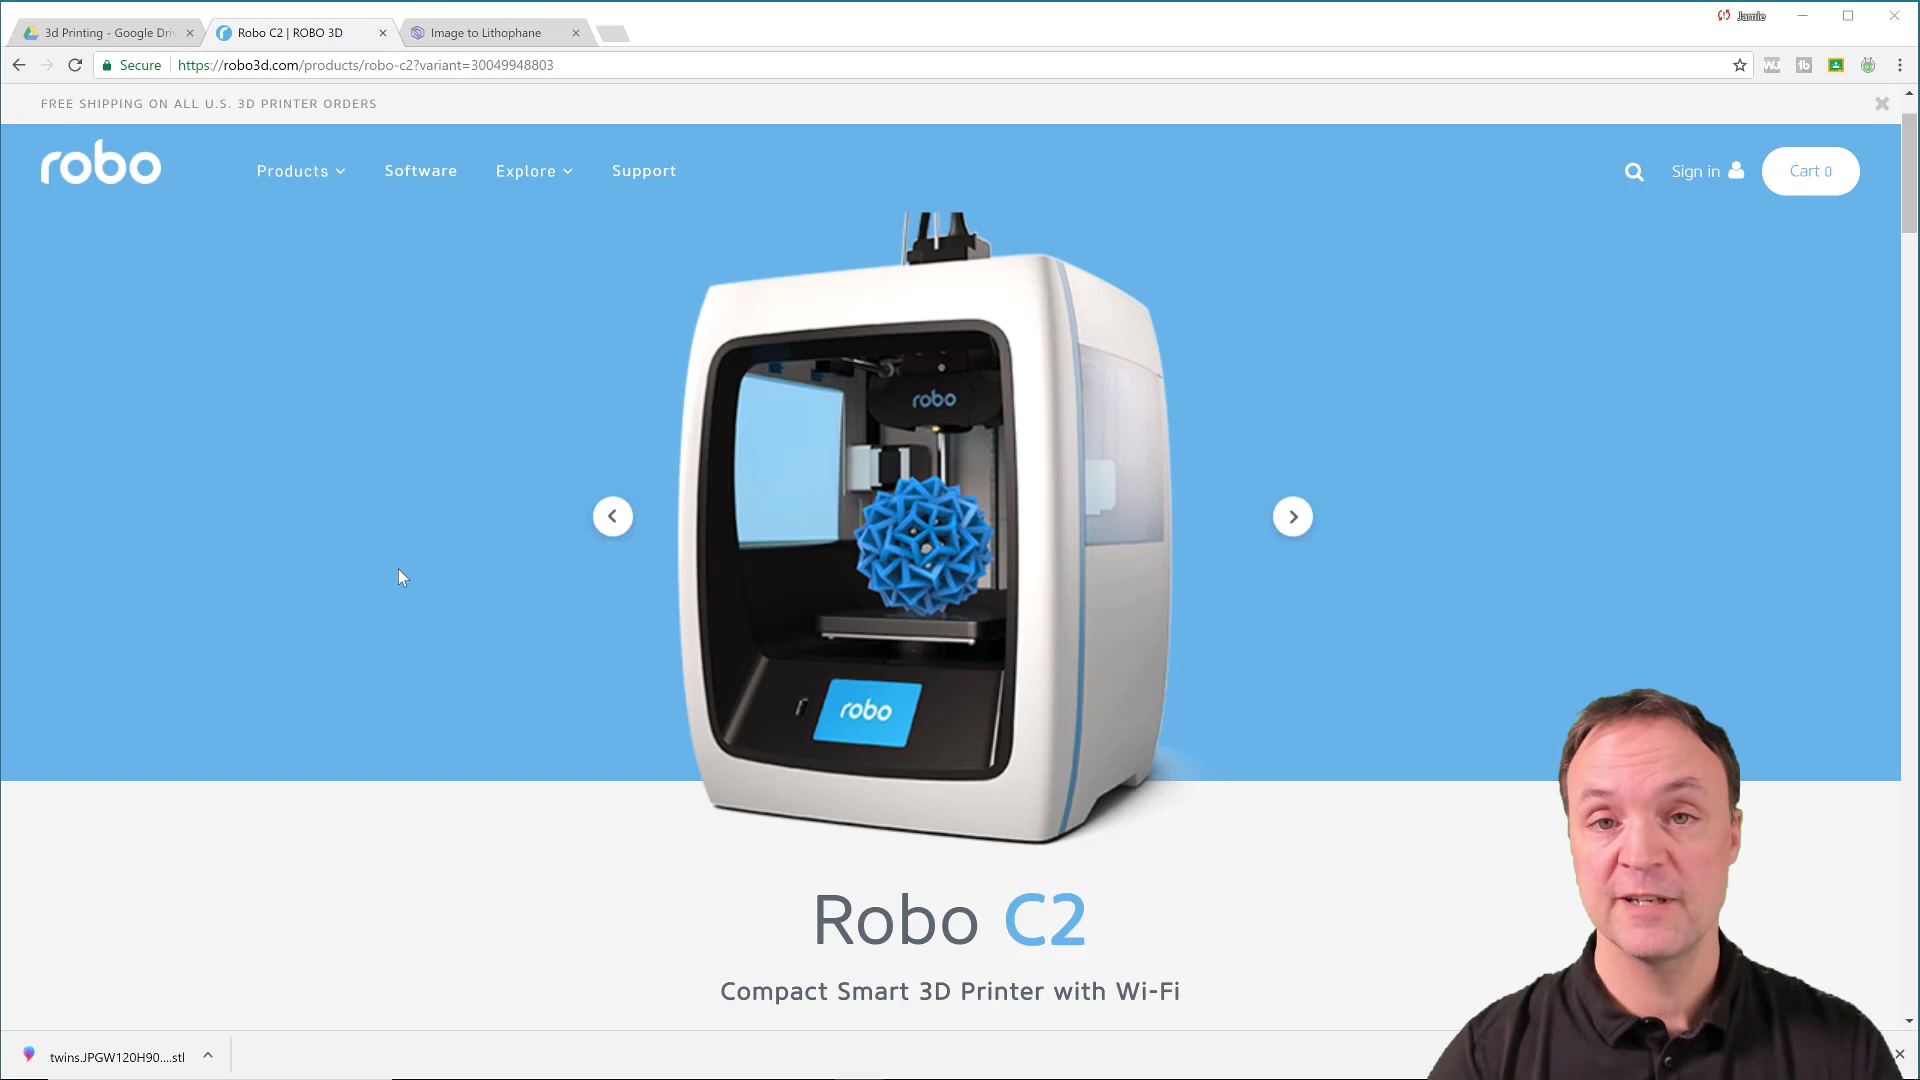 Jamie
3d Printing - Google Dri
Robo C2 | ROBO 3D
Image to Lithophane
Secure
https://robo3d.com/products/robo-c2?variant=30049948803
FREE SHIPPING ON ALL U.S. 3D PRINTER ORDERS
robo
Products
Software
Explore
Support
Sign in
Cart 0
robo
robo
Robo C2
Compact Smart 3D Printer with Wi-Fi
twins.JPGW120H90....stl